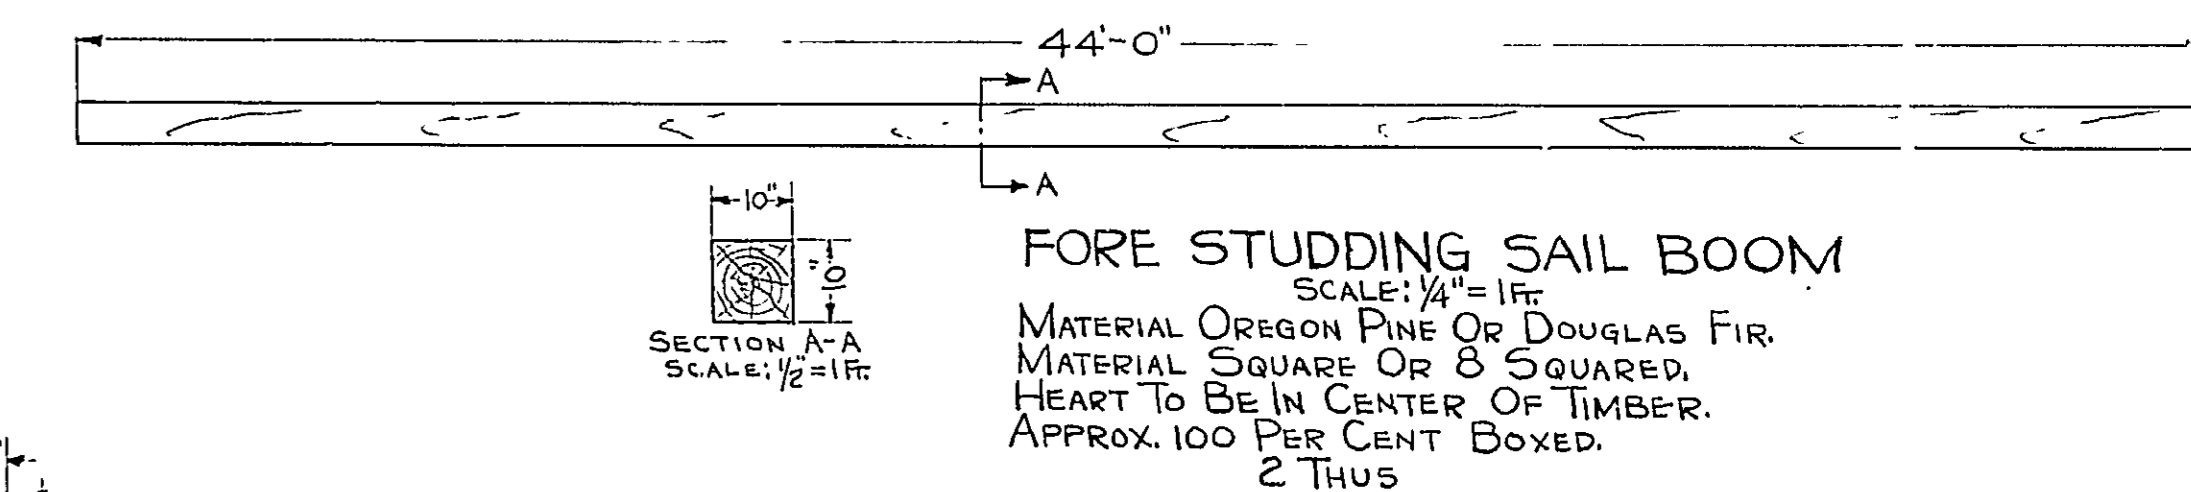 44'-0"
A
A
10"
10"
SECTION A-A
SCALE: 1/2"=1FT.
FORE STUDDING SAIL BOOM
SCALE: 1/4"=1FT.
MATERIAL OREGON PINE OR DOUGLAS FIR.
MATERIAL SQUARE OR 8 SQUARED.
HEART TO BE IN CENTER OF TIMBER.
APPROX. 100 PER CENT BOXED.
2 THUS